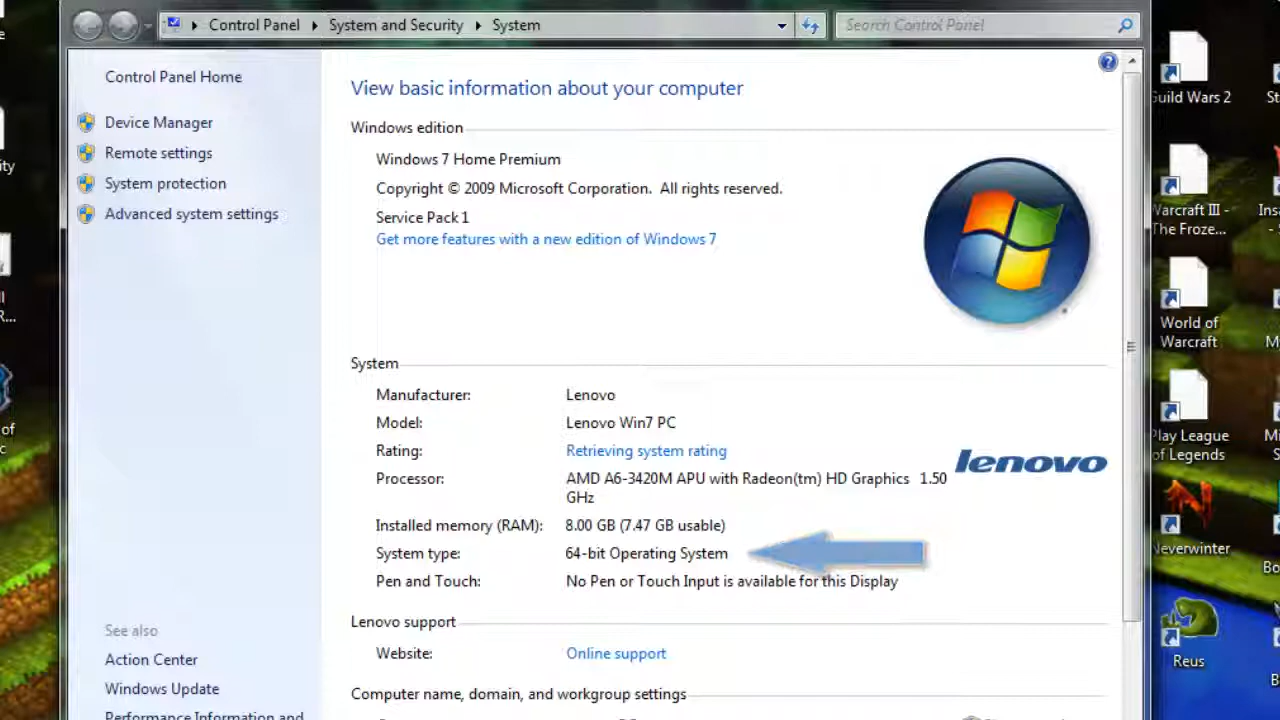 Control Panel System and Security System
Search Control Panel
Control Panel Home
Device Manager
Remote settings
System protection
Advanced system settings
See also
Action Center
Windows Update
Performance Information and
View basic information about your computer
Windows edition
Windows 7 Home Premium
Copyright © 2009 Microsoft Corporation. All rights reserved.
Service Pack 1
Get more features with a new edition of Windows 7
System
Manufacturer: Lenovo
Model: Lenovo Win7 PC
Rating: Retrieving system rating
Processor: AMD A6-3420M APU with Radeon(tm) HD Graphics 1.50
GHz
Installed memory (RAM): 8.00 GB (7.47 GB usable)
System type: 64-bit Operating System
Pen and Touch: No Pen or Touch Input is available for this Display
lenovo
Lenovo support
Website: Online support
Computer name, domain, and workgroup settings
Guild Wars 2
Warcraft III -
The Froze...
World of
Warcraft
Play League
of Legends
Neverwinter
Reus